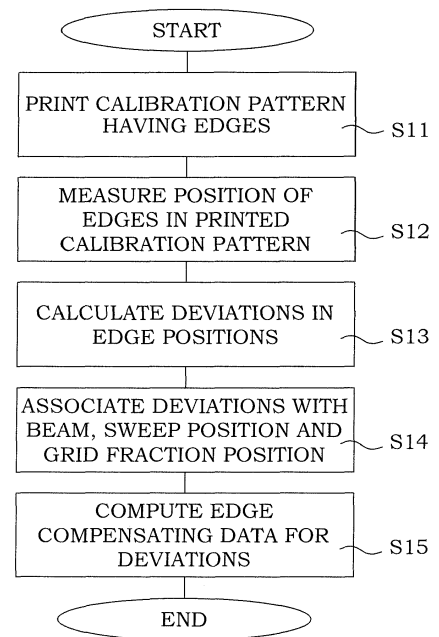 START
PRINT CALIBRATION PATTERN
HAVING EDGES
S11
MEASURE POSITION OF
EDGES IN PRINTED
CALIBRATION PATTERN
S12
CALCULATE DEVIATIONS IN
EDGE POSITIONS
S13
ASSOCIATE DEVIATIONS WITH
BEAM, SWEEP POSITION AND
GRID FRACTION POSITION
S14
COMPUTE EDGE
COMPENSATING DATA FOR
DEVIATIONS
S15
END